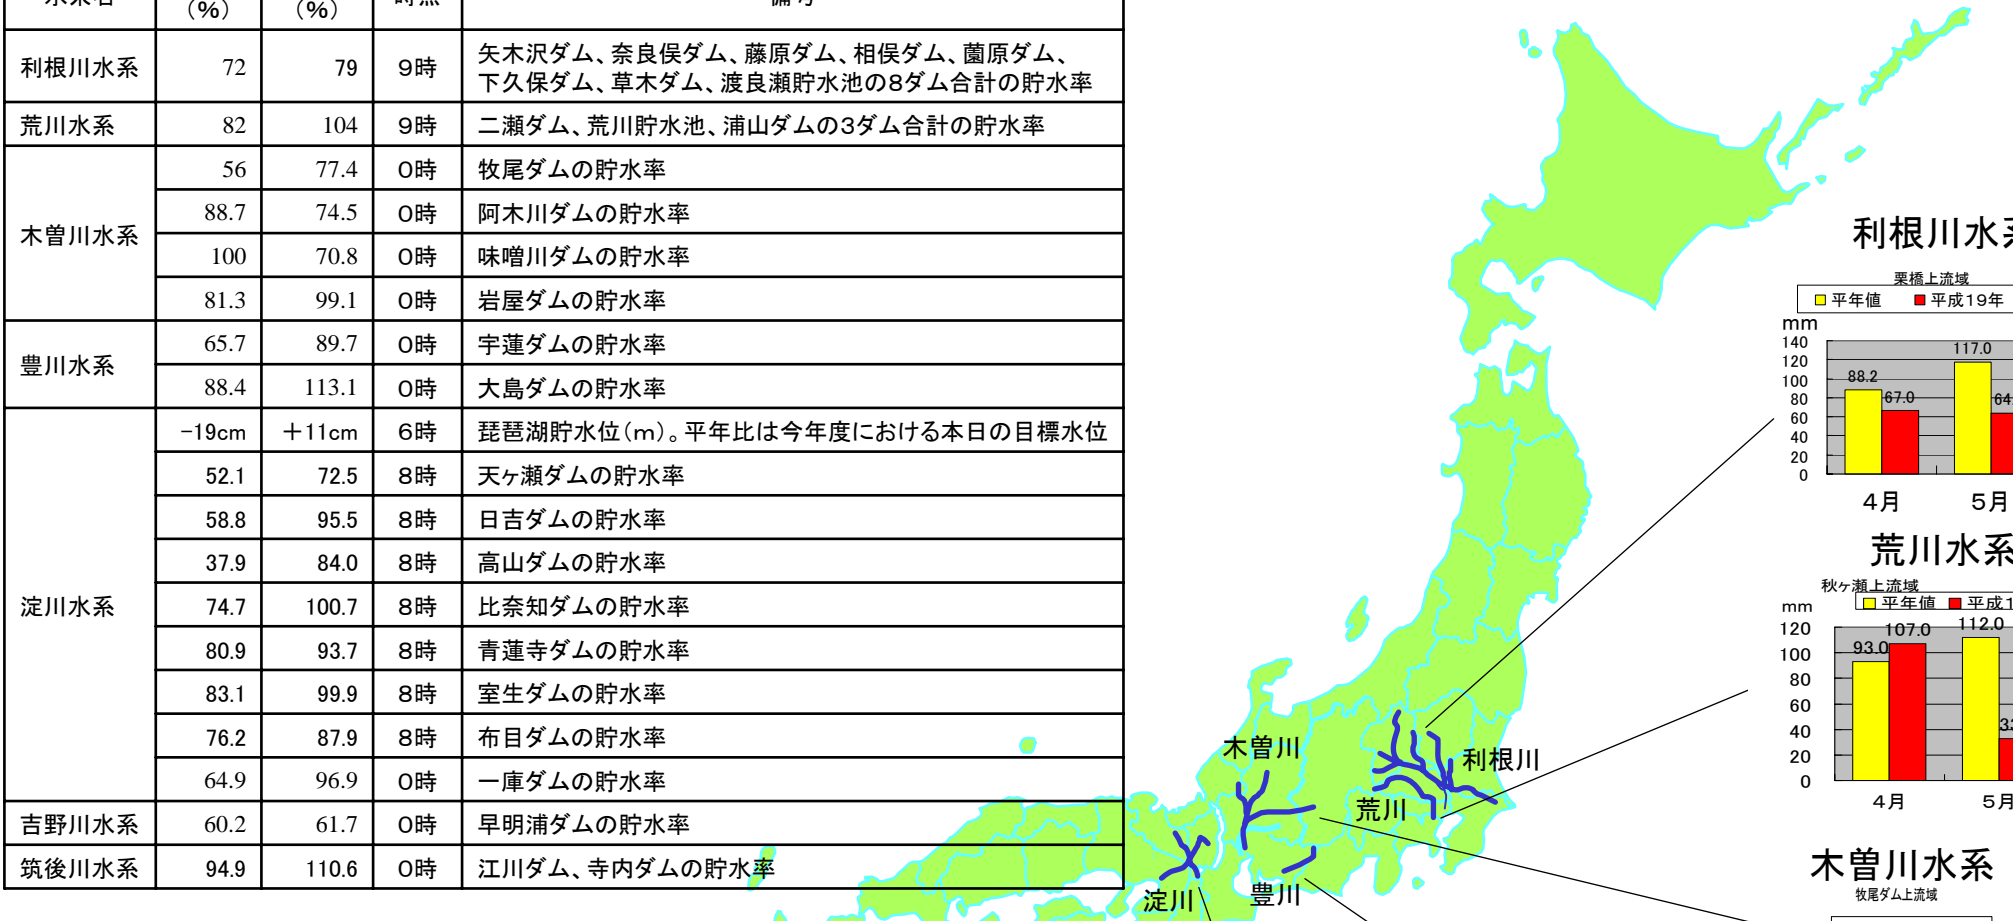 (%) (%)
利根川水系 72 79 9時 矢木沢ダム、奈良俣ダム、藤原ダム、相俣ダム、薗原ダム、
下久保ダム、草木ダム、渡良瀬貯水池の8ダム合計の貯水率
荒川水系 82 104 9時 二瀬ダム、荒川貯水池、浦山ダムの3ダム合計の貯水率
木曽川水系 56 77.4 0時 牧尾ダムの貯水率
88.7 74.5 0時 阿木川ダムの貯水率
100 70.8 0時 味噌川ダムの貯水率
81.3 99.1 0時 岩屋ダムの貯水率
豊川水系 65.7 89.7 0時 宇蓮ダムの貯水率
88.4 113.1 0時 大島ダムの貯水率
淀川水系 -19cm +11cm 6時 琵琶湖貯水位(m)。平年比は今年度における本日の目標水位
52.1 72.5 8時 天ヶ瀬ダムの貯水率
58.8 95.5 8時 日吉ダムの貯水率
37.9 84.0 8時 高山ダムの貯水率
74.7 100.7 8時 比奈知ダムの貯水率
80.9 93.7 8時 青蓮寺ダムの貯水率
83.1 99.9 8時 室生ダムの貯水率
76.2 87.9 8時 布目ダムの貯水率
64.9 96.9 0時 一庫ダムの貯水率
吉野川水系 60.2 61.7 0時 早明浦ダムの貯水率
筑後川水系 94.9 110.6 0時 江川ダム、寺内ダムの貯水率
木曽川
利根川
荒川
淀川
豊川
利根川水系
栗橋上流域
平年値 平成19年
mm
140
120
100
80
60
40
20
0
88.2
67.0
117.0
64.
4月 5月
荒川水系
秋ヶ瀬上流域
平年値 平成1
mm
120
100
80
60
40
20
0
93.0
107.0
112.0
4月 5月
木曽川水系
牧尾ダム上流域